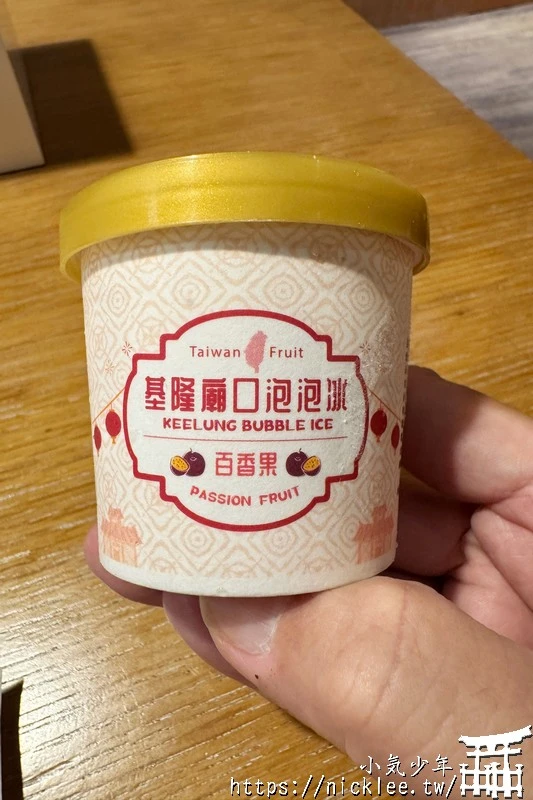 Taiwan Fruit
基隆廟口泡泡冰
KEELUNG BUBBLE ICE
百香果
PASSION FRUIT
小氣少年
https://nicklee.tw/